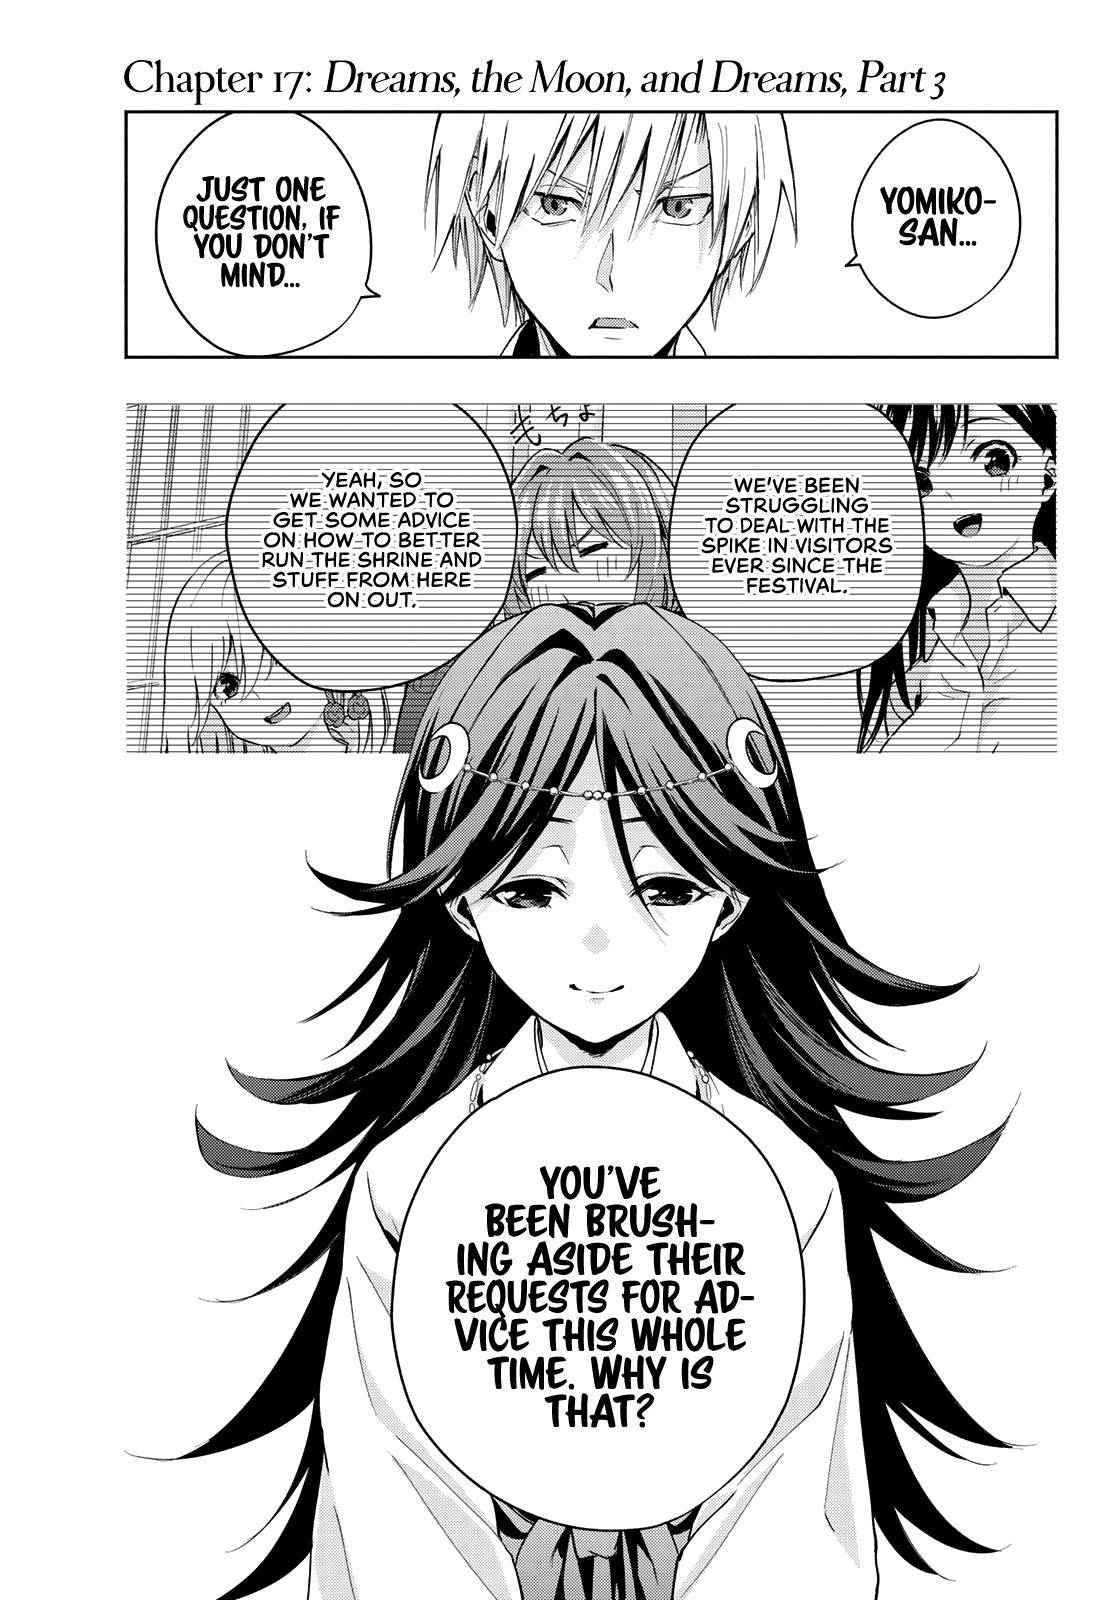 Chapter 17: Dreams, the Moon, and Dreams, Part 3
YOMIKO-
SAN...
JUST ONE
QUESTION, IF
YOU DON'T
MIND...
WE'VE BEEN
STRUGGLING
TO DEAL WITH THE
SPIKE IN VISITORS
EVER SINCE THE
FESTIVAL.
もちょ
YEAH, SO
WE WANTED TO
GET SOME ADVICE
ON HOW TO BETTER
RUN THE SHRINE AND
STUFF FROM HERE
ON OUT.
YOU'VE
BEEN BRUSH-
ING ASIDE THEIR
REQUESTS FOR AD-
VICE THIS WHOLE
TIME. WHY IS
THAT?